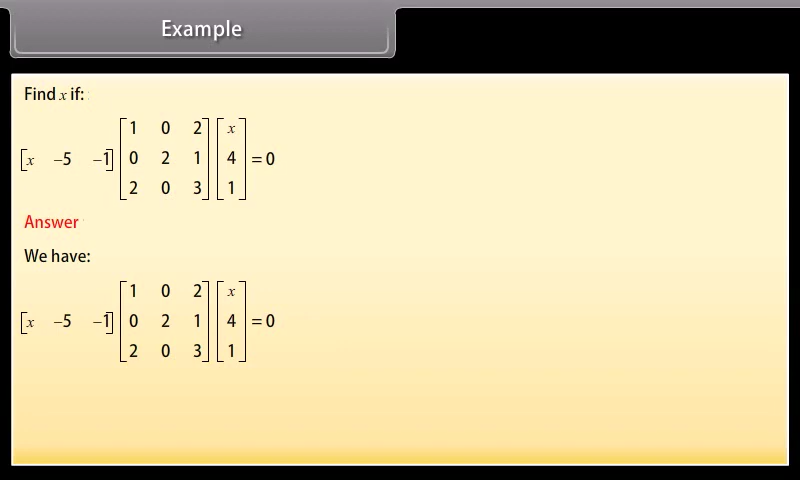 Example
Find x if:
[x −5 −1] [1 0 2; 0 2 1; 2 0 3] [x; 4; 1] = 0
Answer
We have:
[x −5 −1] [1 0 2; 0 2 1; 2 0 3] [x; 4; 1] = 0